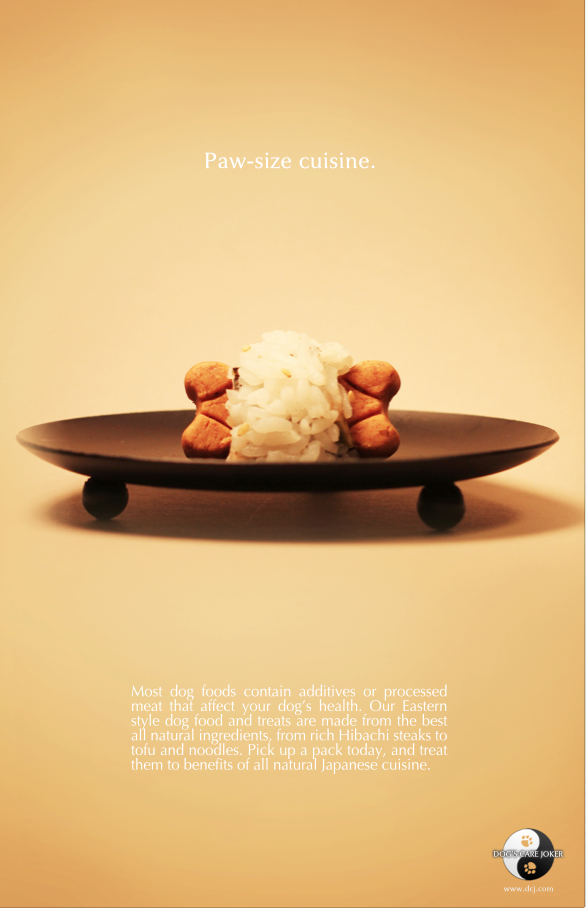 Paw-size cuisine.
Most dog foods contain additives or processed
meat that affect your dog's health. Our Eastern
style dog food and treats are made from the best
all natural ingredients, from rich Hibachi steaks to
tofu and noodles. Pick up a pack today, and treat
them to benefits of all natural Japanese cuisine.
DOG'S CARE JOKER
www.dcj.com